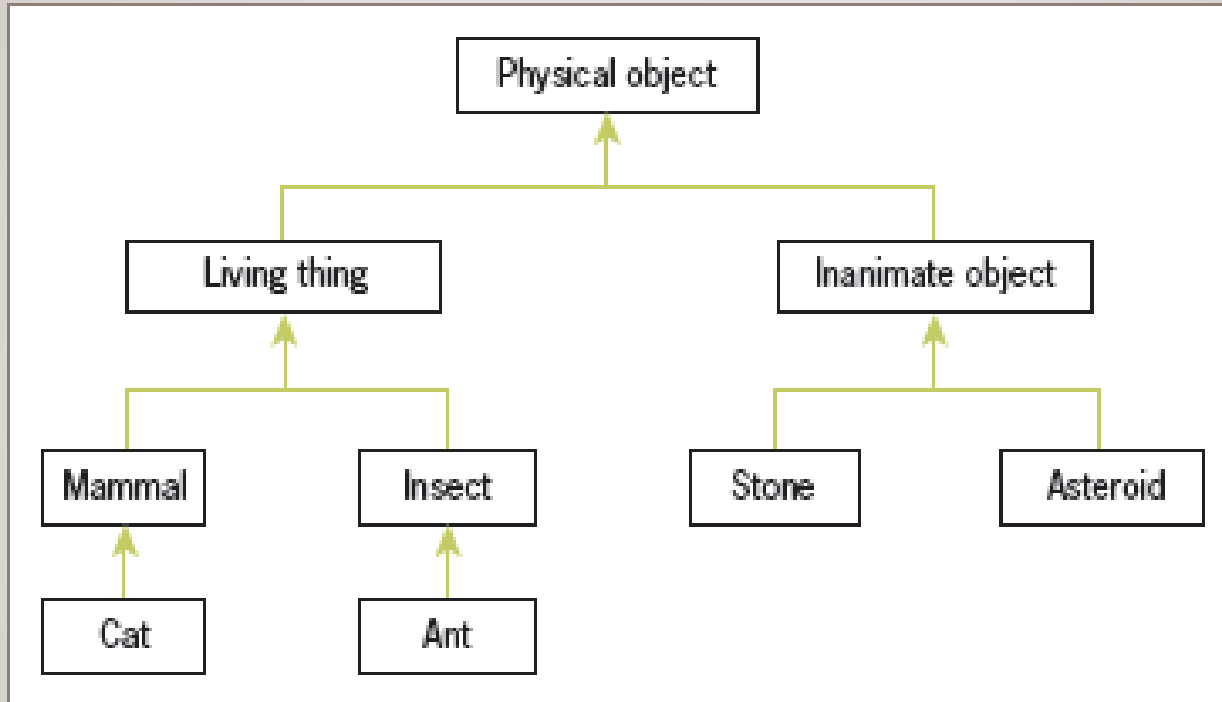 Physical object
Living thing
Inanimate object
Mammal
Insect
Stone
Asteroid
Cat
Ant